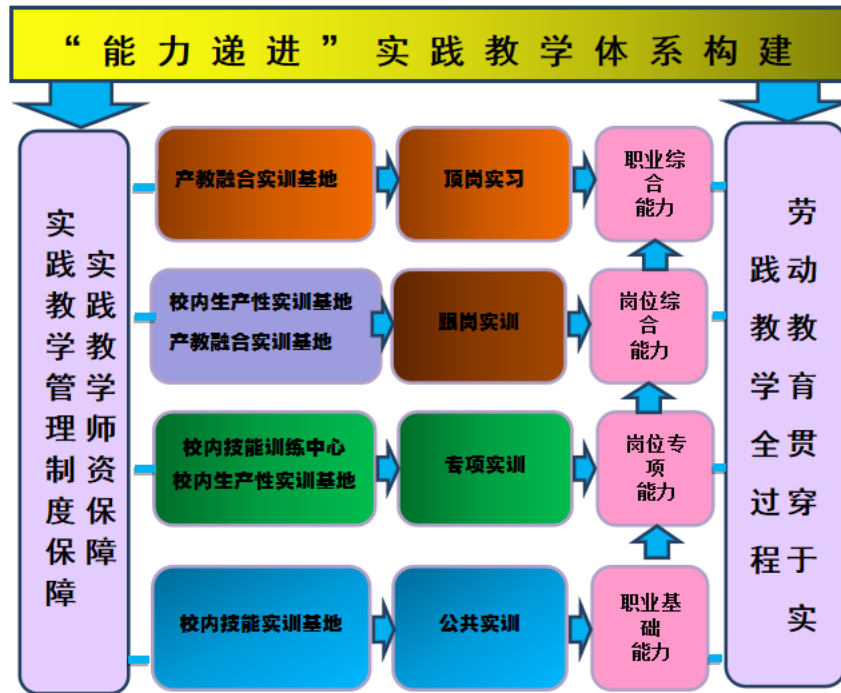 “能力递进”实践教学体系构建
实践教学管理制度保障
实践教学师资保障
产教融合实训基地
顶岗实习
职业综
合
能力
校内生产性实训基地
产教融合实训基地
跟岗实训
岗位综
合
能力
校内技能训练中心
校内生产性实训基地
专项实训
岗位专
项
能力
校内技能实训基地
公共实训
职业基
础
能力
劳动教育贯穿于实
践教学全过程